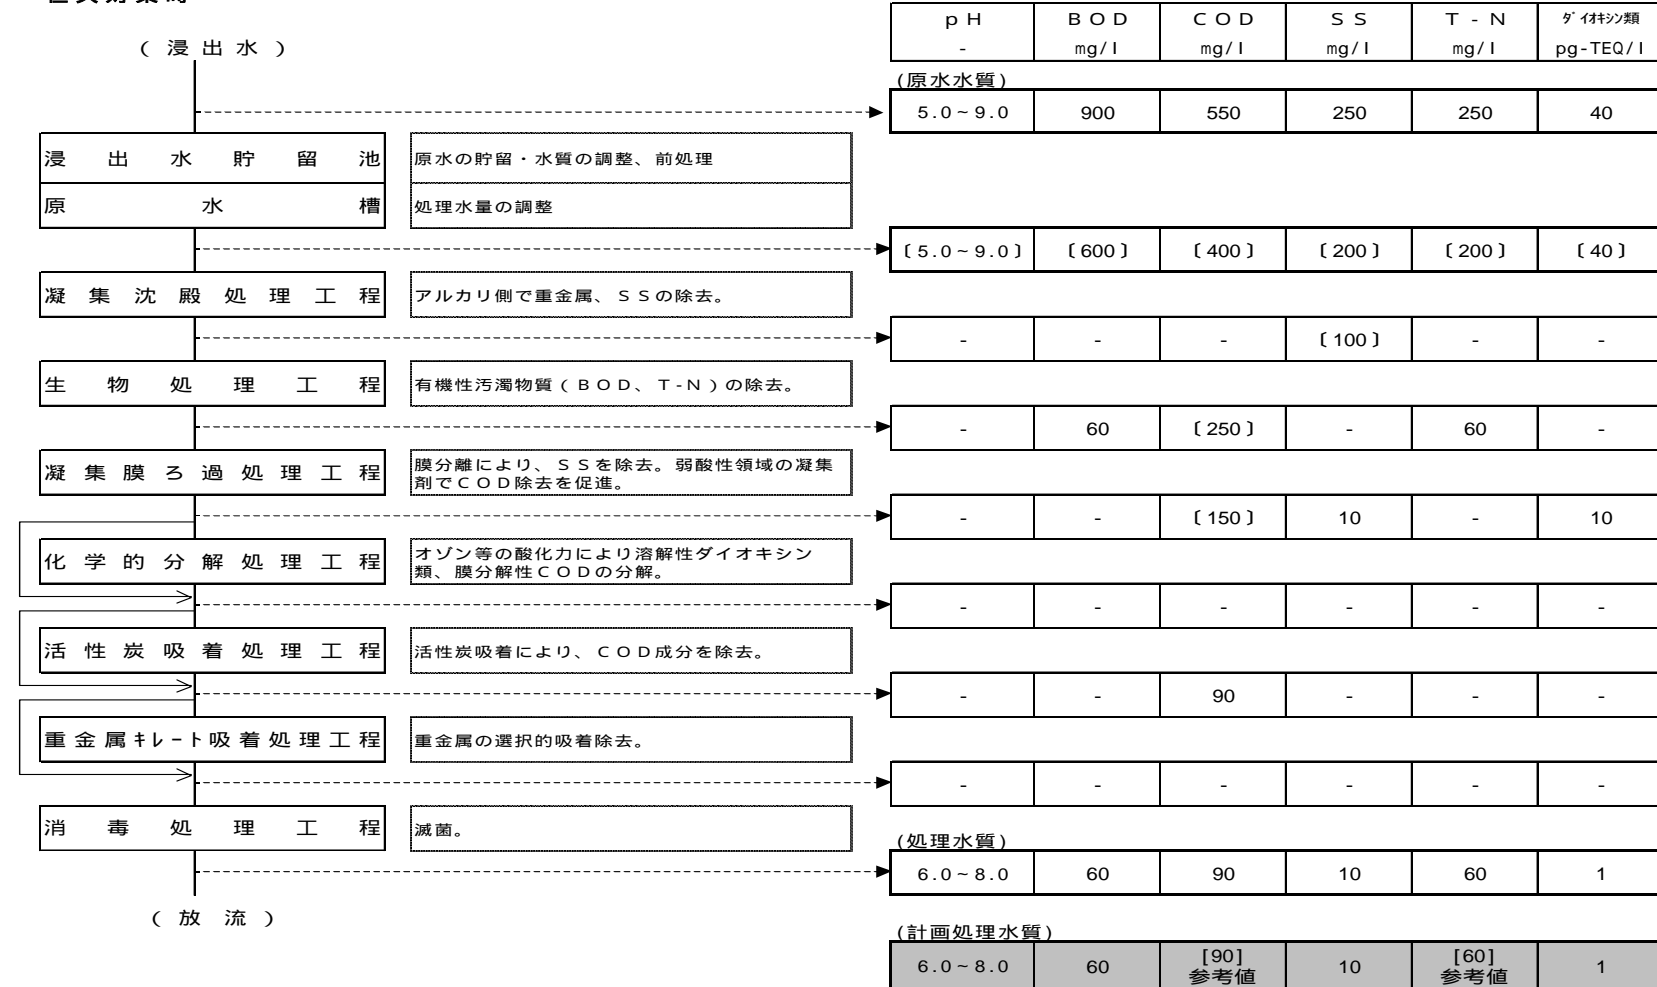 pH BOD COD SS T-N ダイオキシン類
- mg/l mg/l mg/l mg/l pg-TEQ/l
(浸出水)
(原水水質)
5.0~9.0 900 550 250 250 40
浸出水貯留池 原水の貯留・水質の調整、前処理
原水槽 処理水量の調整
〔5.0~9.0〕 〔600〕 〔400〕 〔200〕 〔200〕 〔40〕
凝集沈殿処理工程 アルカリ側で重金属、SSの除去。
- - - 〔100〕 - -
生物処理工程 有機性汚濁物質(BOD、T-N)の除去。
- 60 〔250〕 - 60 -
凝集膜ろ過処理工程 膜分離により、SSを除去。弱酸性領域の凝集
剤でCOD除去を促進。
- - 〔150〕 10 - 10
化学的分解処理工程 オゾン等の酸化力により溶解性ダイオキシン
類、膜分解性CODの分解。
- - - - - -
活性炭吸着処理工程 活性炭吸着により、COD成分を除去。
- - 90 - - -
重金属キレート吸着処理工程 重金属の選択的吸着除去。
- - - - - -
消毒処理工程 滅菌。
(処理水質)
6.0~8.0 60 90 10 60 1
(放流)
(計画処理水質)
6.0~8.0 60 [90] 10 [60] 1
参考値 参考値